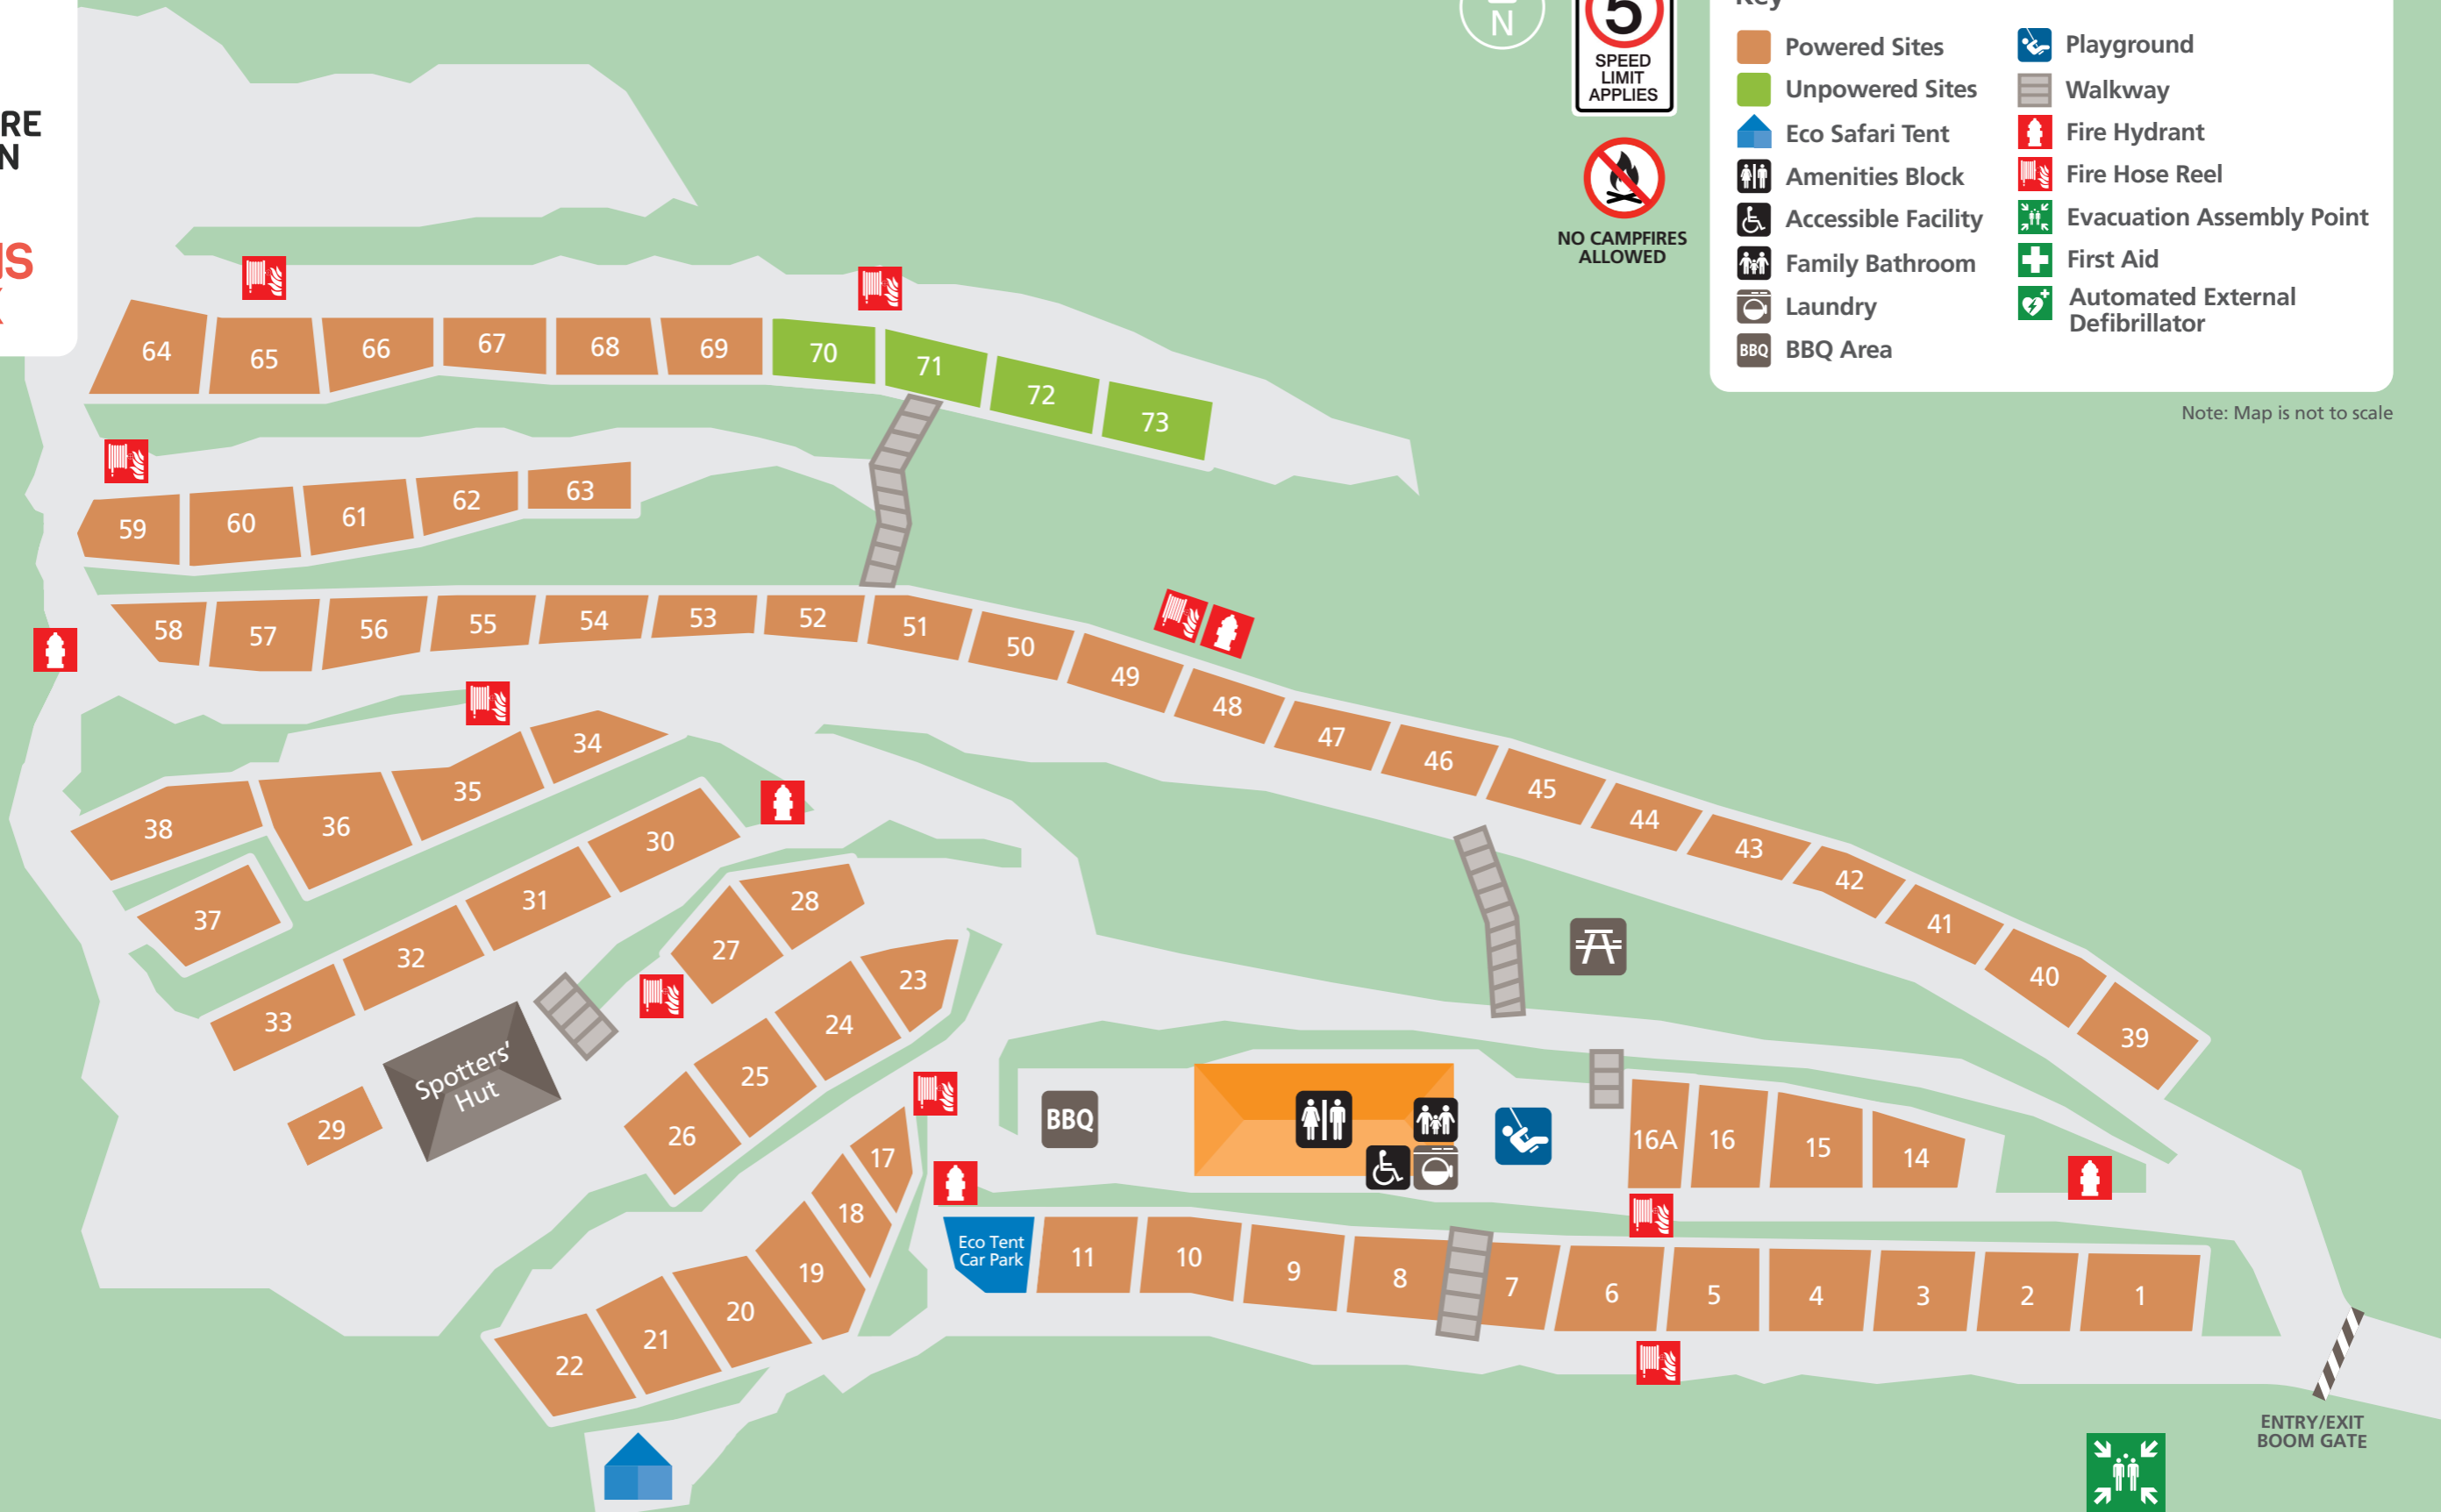 RE
N
S
N
5
SPEED
LIMIT
APPLIES
NO CAMPFIRES
ALLOWED
Key
Powered Sites
Unpowered Sites
Eco Safari Tent
Amenities Block
Accessible Facility
Family Bathroom
Laundry
BBQ BBQ Area
Playground
Walkway
Fire Hydrant
Fire Hose Reel
Evacuation Assembly Point
First Aid
Automated External
Defibrillator
Note: Map is not to scale
64 65 66 67 68 69 70 71 72 73
59 60 61 62 63
58 57 56 55 54 53 52 51 50 49 48 47 46 45 44 43 42 41 40 39
38 36 35 34
37
33 32 31 30
27 28
26 25 24 23
29
Spotters'
Hut
BBQ
16A 16 15 14
22 21 20 19 18 17
Eco Tent
Car Park
11 10 9 8 7 6 5 4 3 2 1
ENTRY/EXIT
BOOM GATE